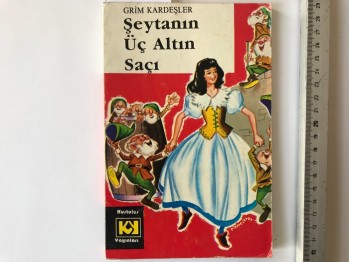 GRİM KARDEŞLER
Şeytanın
Üç Altın
Saçı
Kurtuluş
Yayınları